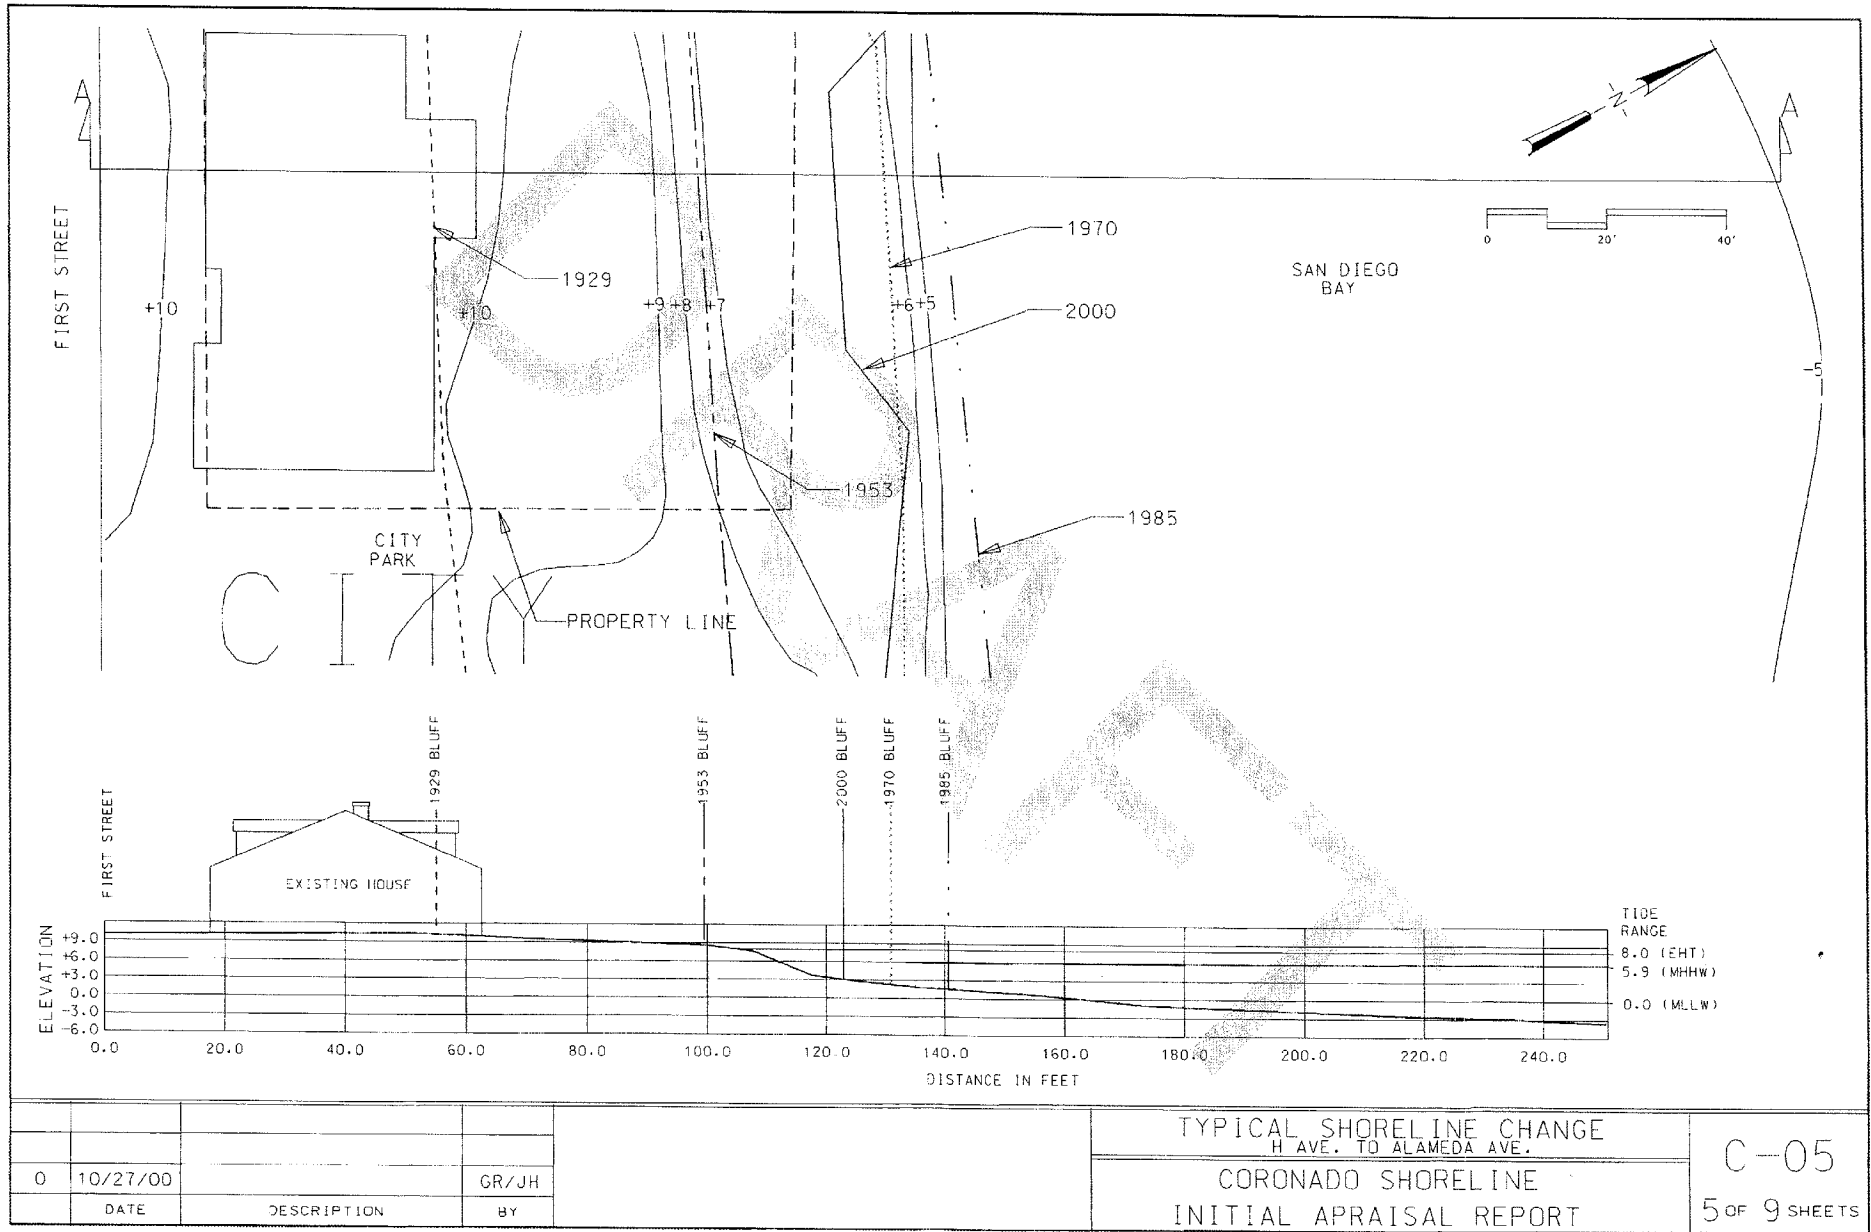 A
A
N
FIRST STREET
+10
1929
+10
+9
+8
+7
+6
+5
1970
2000
1953
1985
SAN DIEGO
BAY
0
20'
40'
-5
CITY
PARK
CITY
PROPERTY LINE
DRAFT
FIRST STREET
1929 BLUFF
1953 BLUFF
2000 BLUFF
1970 BLUFF
1985 BLUFF
EXISTING HOUSE
ELEVATION
+9.0
+6.0
+3.0
0.0
-3.0
-6.0
TIDE
RANGE
8.0 (EHT)
5.9 (MHHW)
0.0 (MLLW)
0.0 20.0 40.0 60.0 80.0 100.0 120.0 140.0 160.0 180.0 200.0 220.0 240.0
DISTANCE IN FEET
0 10/27/00 GR/JH
DATE DESCRIPTION BY
TYPICAL SHORELINE CHANGE
H AVE. TO ALAMEDA AVE.
CORONADO SHORELINE
INITIAL APRAISAL REPORT
C-05
5 OF 9 SHEETS